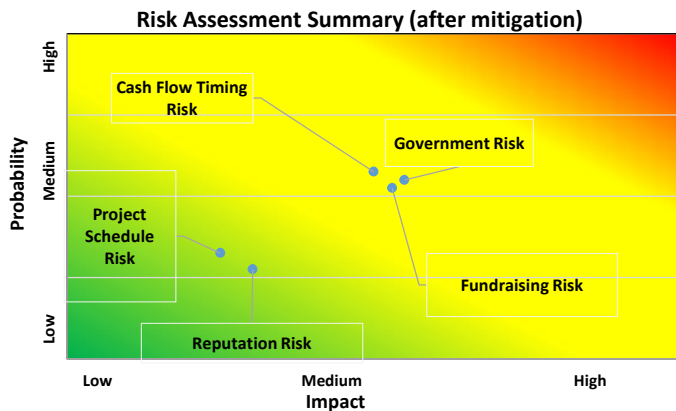 Risk Assessment Summary (after mitigation)
High
Medium
Low
Probability
Cash Flow Timing
Risk
Government Risk
Project
Schedule
Risk
Fundraising Risk
Reputation Risk
Low
Medium
High
Impact